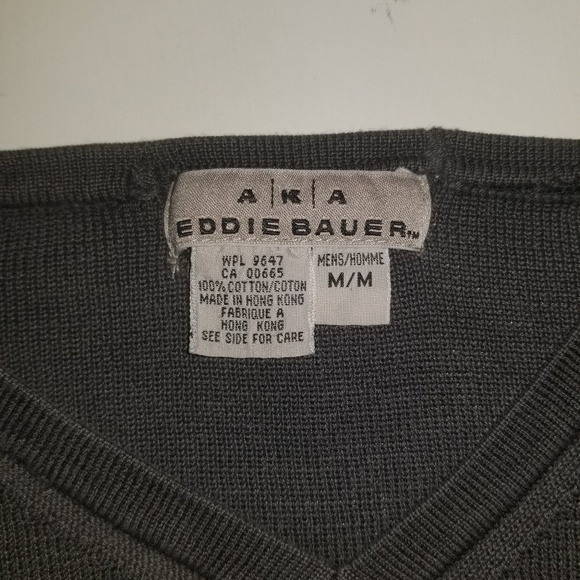 A|K|A
EDDIE BAUER™
WPL 9647
CA 00665
100% COTTON/COTON
MADE IN HONG KONG
FABRIQUE A
HONG KONG
SEE SIDE FOR CARE
MENS/HOMME
M/M